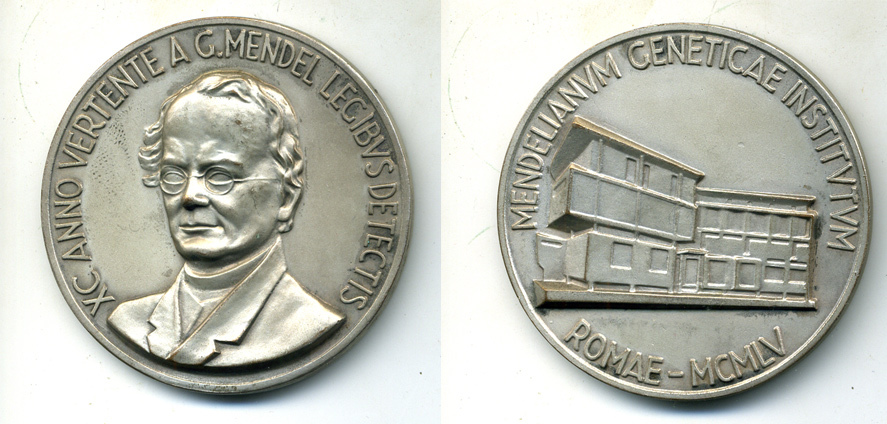 XC ANNO VERTENTE A G. MENDEL LEGIBVS DETECTIS
MENDELIANVM GENETICAE INSTITVTVM
ROMAE - MCMLV